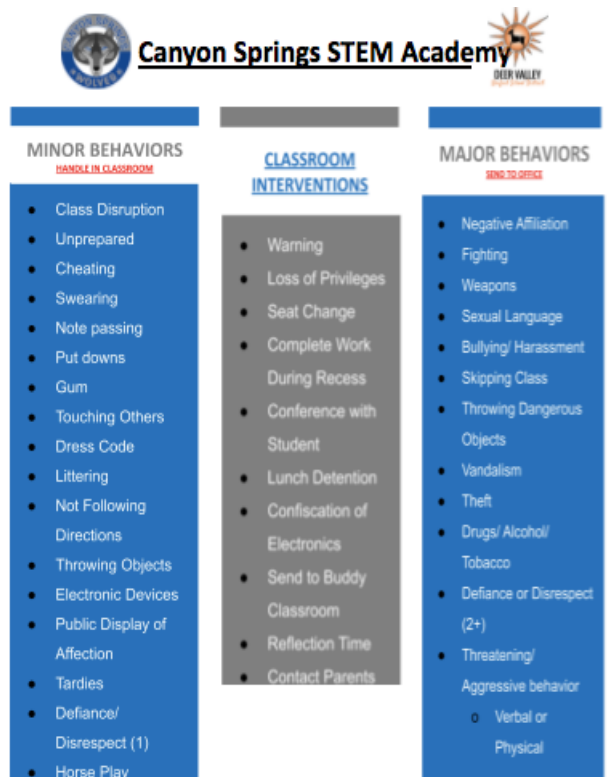 CANYON SPRINGS
WOLVES
Canyon Springs STEM Academy
DEER VALLEY
MINOR BEHAVIORS
HANDLE IN CLASSROOM
Class Disruption
Unprepared
Cheating
Swearing
Note passing
Put downs
Gum
Touching Others
Dress Code
Littering
Not Following
Directions
Throwing Objects
Electronic Devices
Public Display of
Affection
Tardies
Defiance/
Disrespect (1)
Horse Play
CLASSROOM
INTERVENTIONS
Warning
Loss of Privileges
Seat Change
Complete Work
During Recess
Conference with
Student
Lunch Detention
Confiscation of
Electronics
Send to Buddy
Classroom
Reflection Time
Contact Parents
MAJOR BEHAVIORS
SEND TO OFFICE
Negative Affiliation
Fighting
Weapons
Sexual Language
Bullying/ Harassment
Skipping Class
Throwing Dangerous
Objects
Vandalism
Theft
Drugs/ Alcohol/
Tobacco
Defiance or Disrespect
(2+)
Threatening/
Aggressive behavior
Verbal or
Physical